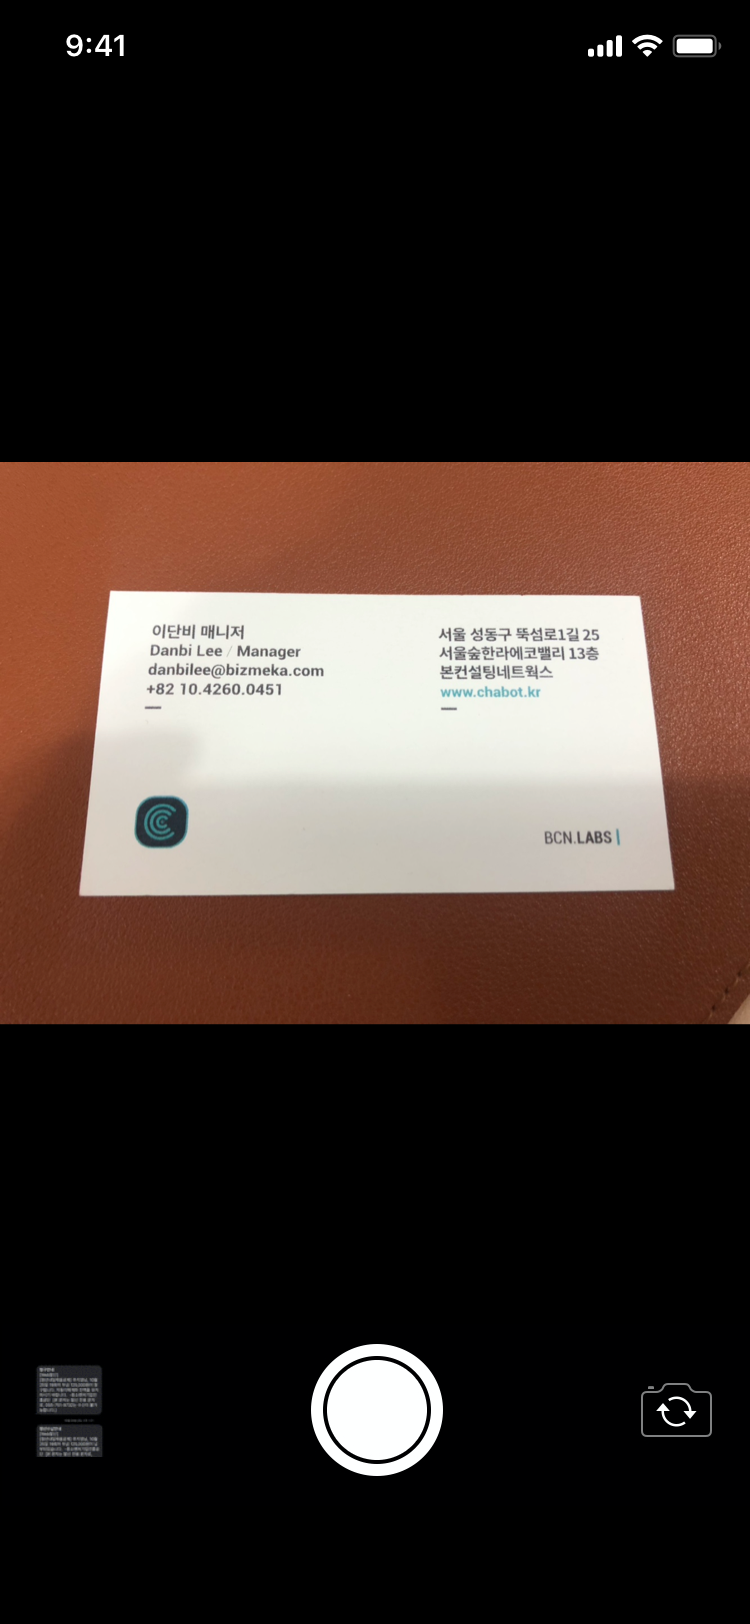 9:41
이단비 매니저
Danbi Lee / Manager
danbilee@bizmeka.com
+82 10.4260.0451
서울 성동구 뚝섬로1길 25
서울숲한라에코밸리 13층
본컨설팅네트웍스
www.chabot.kr
BCN.LABS